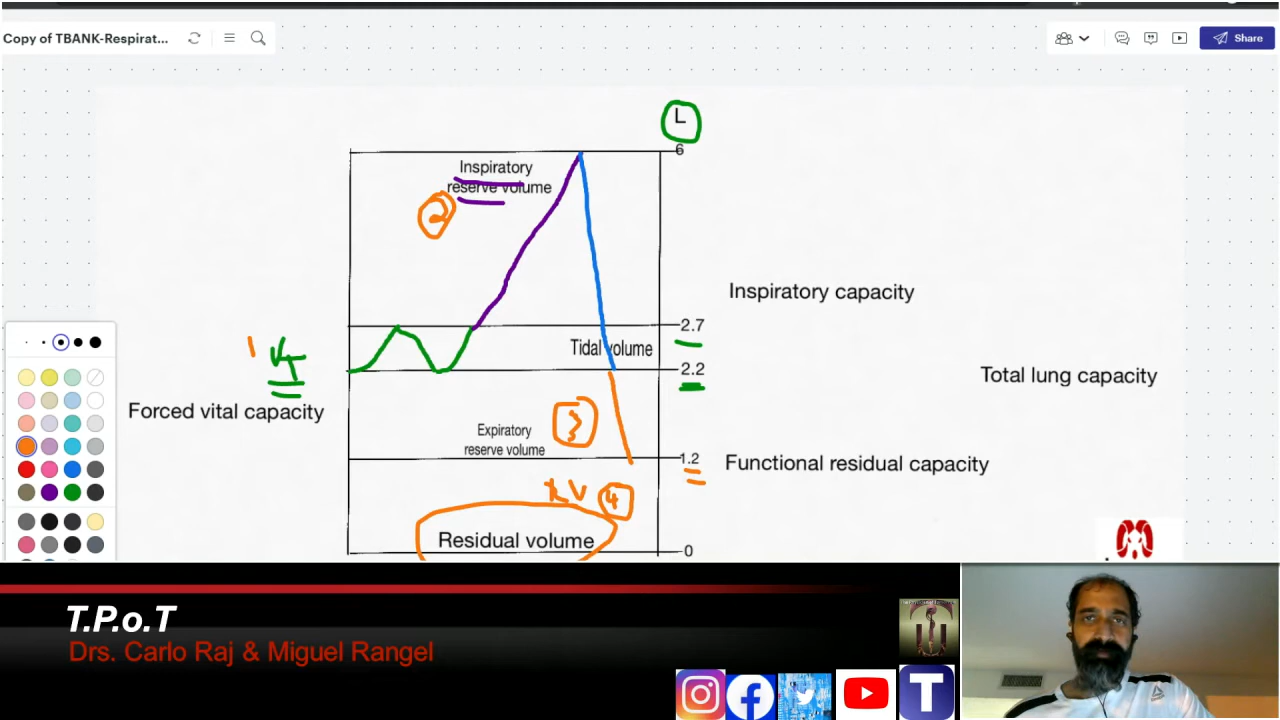 Copy of TBANK-Respirat...
Share
L
6
Inspiratory
reserve volume
2
Inspiratory capacity
2.7
Tidal volume
1 VT
2.2
Total lung capacity
Forced vital capacity
3
Expiratory
reserve volume
1.2
Functional residual capacity
RV 4
Residual volume
0
T.P.o.T
Drs. Carlo Raj & Miguel Rangel
T